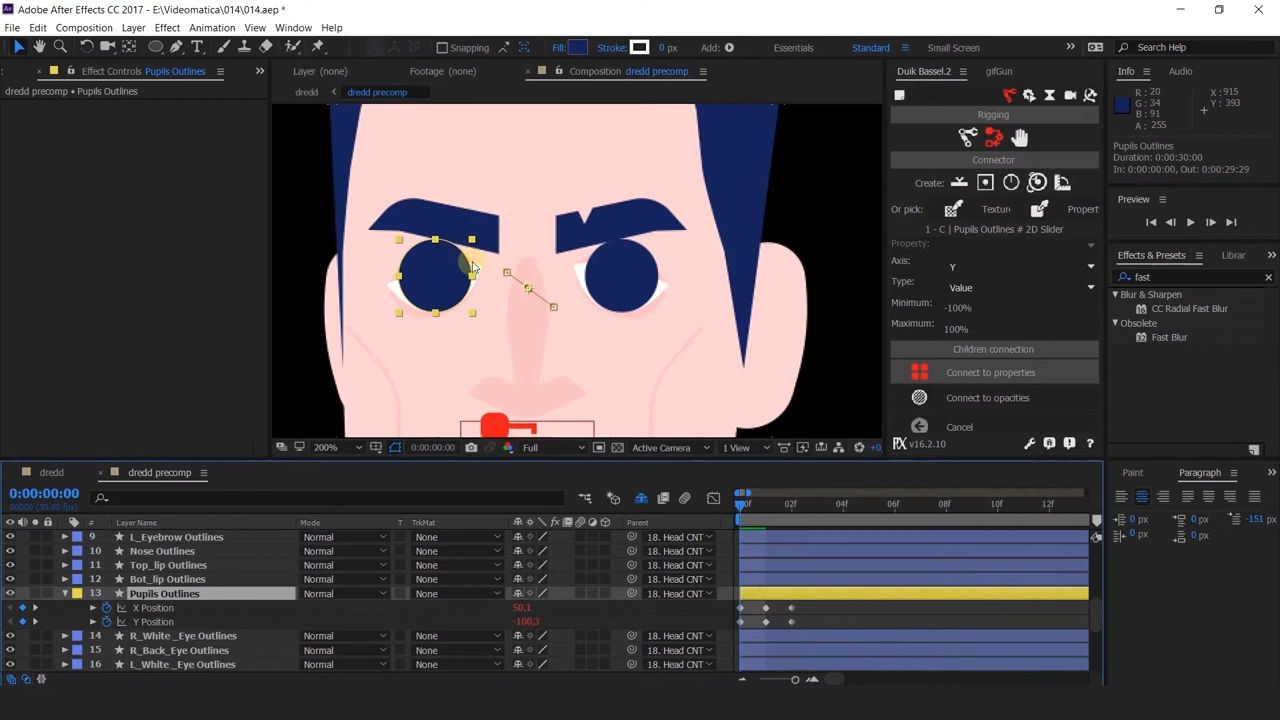 Adobe After Effects CC 2017 - E:\Videomatica\014\014.aep *
File Edit Composition Layer Effect Animation View Window Help
Snapping Fill: Stroke: 0 px Add: Essentials Standard Small Screen Search Help
Effect Controls Pupils Outlines Layer (none) Footage (none) Composition dredd precomp Duik Bassel.2 gifGun Info Audio
dredd precomp • Pupils Outlines dredd dredd precomp
R: 20 X: 915
G: 34 Y: 393
B: 91
A: 255
Rigging
Pupils Outlines
Duration: 0:00:30:00
In: 0:00:00:00, Out: 0:00:29:29
Connector
Create:
Or pick: Textur Propert
1 - C | Pupils Outlines # 2D Slider
Property:
Axis: Y
Type: Value
Minimum: -100%
Maximum: 100%
Children connection
Connect to properties
Connect to opacities
Cancel
v16.2.10
Preview
Effects & Presets Librar
fast
Blur & Sharpen
CC Radial Fast Blur
Obsolete
Fast Blur
200% 0:00:00:00 Full Active Camera 1 View +0,
dredd dredd precomp
0:00:00:00
00000 (30.00 fps)
# Layer Name Mode T TrkMat Parent
02f 04f 06f 08f 10f 12f
9 L_Eyebrow Outlines Normal None 18. Head CNT
10 Nose Outlines Normal None 18. Head CNT
11 Top_lip Outlines Normal None 18. Head CNT
12 Bot_lip Outlines Normal None 18. Head CNT
13 Pupils Outlines Normal None 18. Head CNT
X Position 50,1
Y Position -100,3
14 R_White _Eye Outlines Normal None 18. Head CNT
15 R_Back_Eye Outlines Normal None 18. Head CNT
16 L_White _Eye Outlines Normal None 18. Head CNT
Paint Paragraph
0 px 0 px -151 px
0 px 0 px